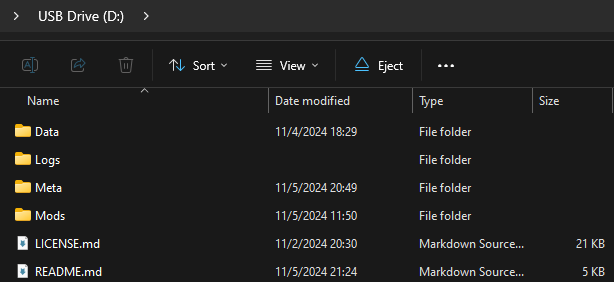 USB Drive (D:)
Sort View Eject
Name Date modified Type Size
Data 11/4/2024 18:29 File folder
Logs File folder
Meta 11/5/2024 20:49 File folder
Mods 11/5/2024 11:50 File folder
LICENSE.md 11/2/2024 20:30 Markdown Source... 21 KB
README.md 11/5/2024 21:24 Markdown Source... 5 KB